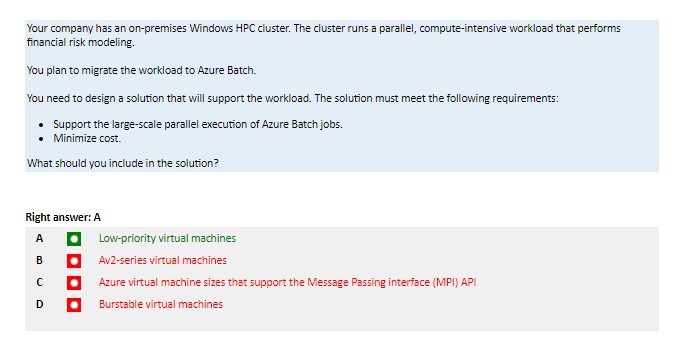 Your company has an on-premises Windows HPC cluster. The cluster runs a parallel, compute-intensive workload that performs
financial risk modeling.
You plan to migrate the workload to Azure Batch.
You need to design a solution that will support the workload. The solution must meet the following requirements:
• Support the large-scale parallel execution of Azure Batch jobs.
• Minimize cost.
What should you include in the solution?
Right answer: A
A Low-priority virtual machines
B Av2-series virtual machines
C Azure virtual machine sizes that support the Message Passing interface (MPI) API
D Burstable virtual machines